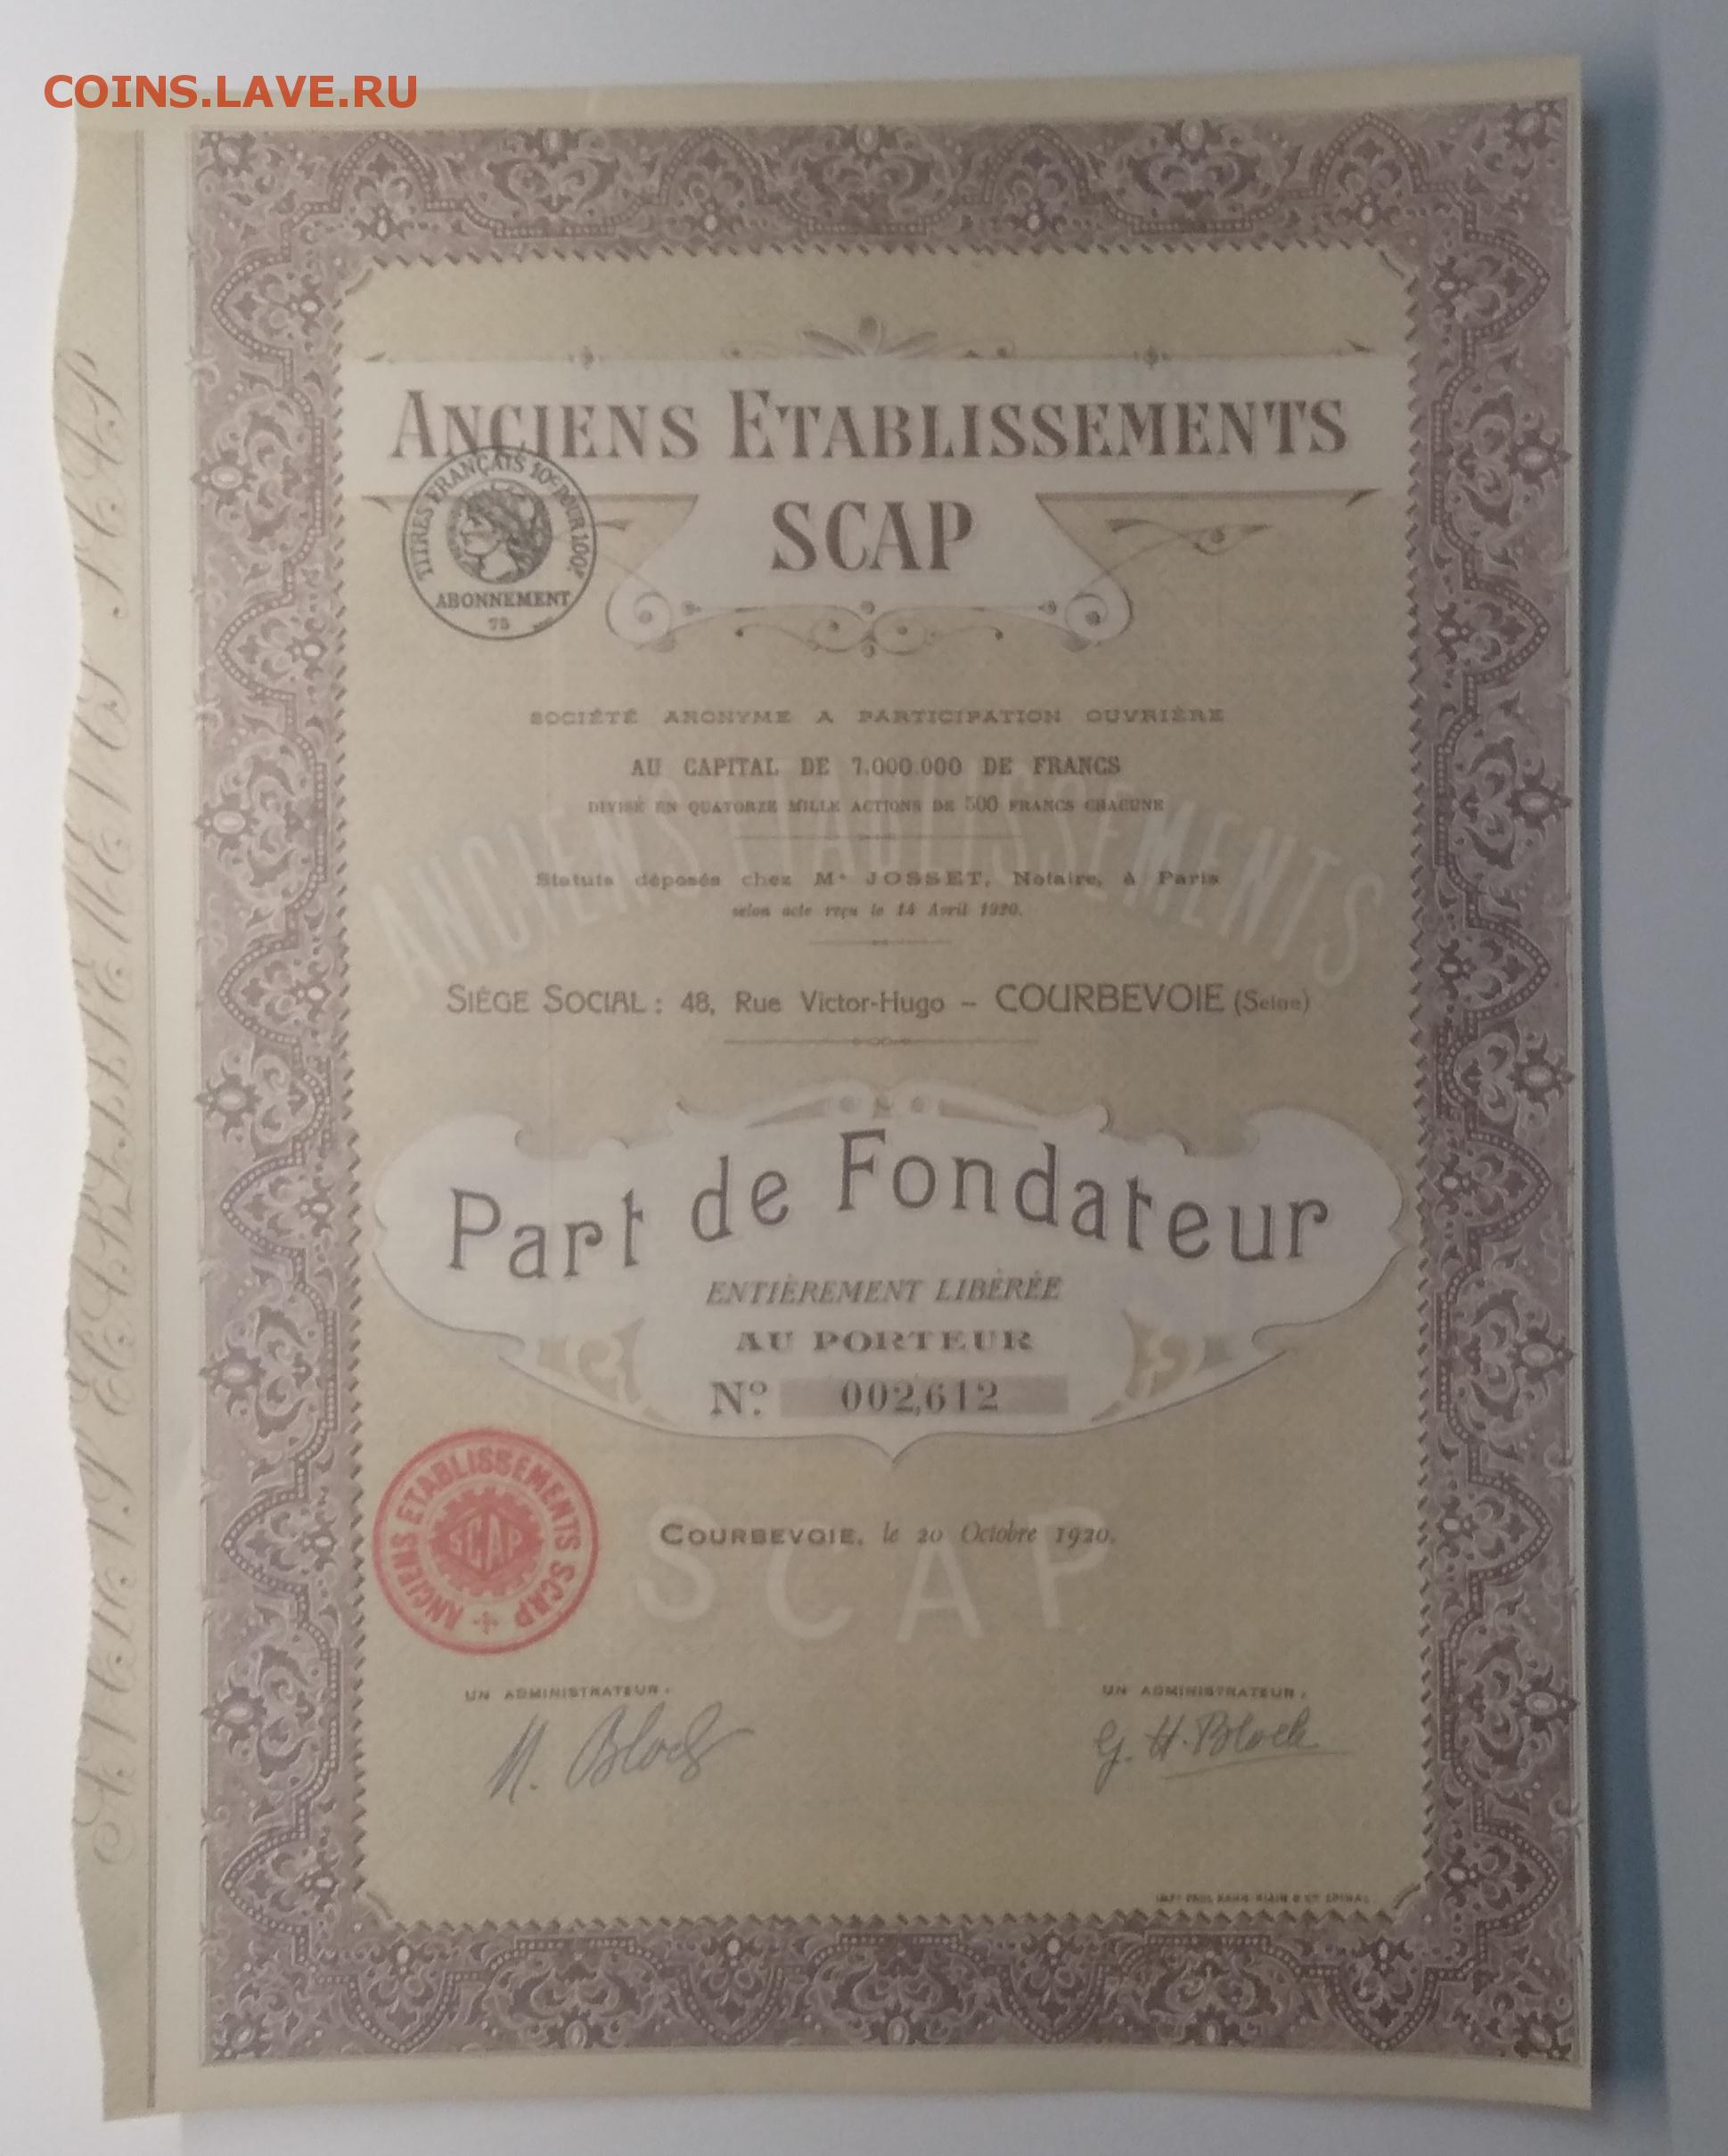 COINS.LAVE.RU
ANCIENS ETABLISSEMENTS
SCAP
TITRES FRANÇAIS 10c POUR 100f
ABONNEMENT
75
SOCIÉTÉ ANONYME A PARTICIPATION OUVRIÈRE
AU CAPITAL DE 7.000.000 DE FRANCS
DIVISÉ EN QUATORZE MILLE ACTIONS DE 500 FRANCS CHACUNE
ANCIENS ETABLISSEMENTS
Statuts déposés chez Me JOSSET, Notaire, à Paris
selon acte reçu le 14 Avril 1920.
SIÈGE SOCIAL : 48, Rue Victor-Hugo – COURBEVOIE (Seine)
Part de Fondateur
ENTIÈREMENT LIBÉRÉE
AU PORTEUR
No. 002,612
ANCIENS ETABLISSEMENTS SCAP
SCAP
COURBEVOIE, le 20 Octobre 1920.
SCAP
UN ADMINISTRATEUR, UN ADMINISTRATEUR,
M. Bloch G. H. Bloch